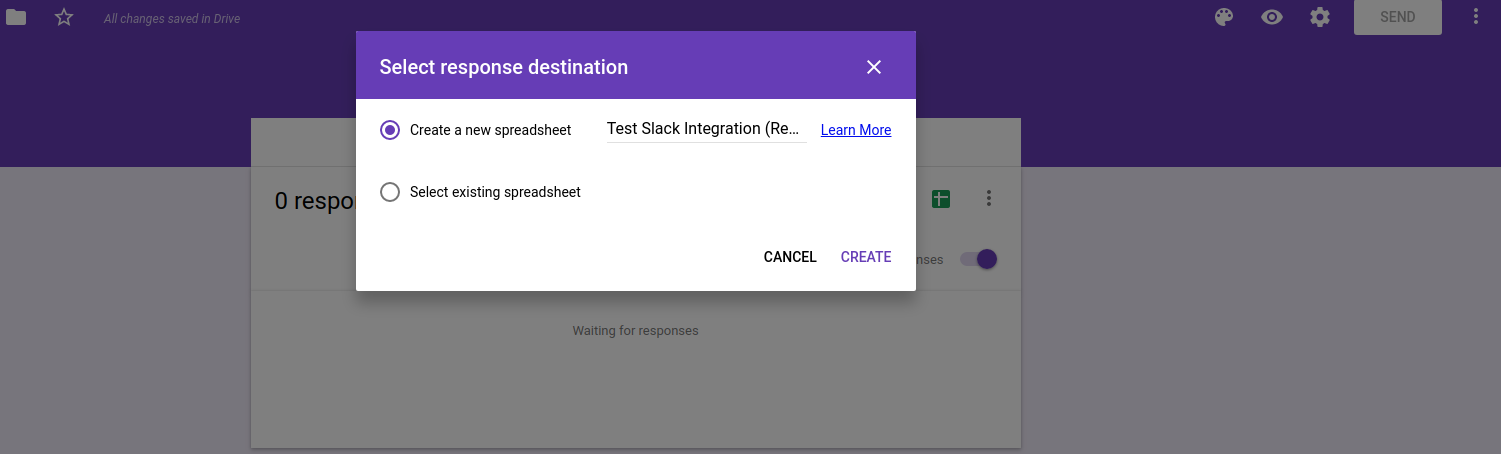 All changes saved in Drive
SEND
Select response destination
Create a new spreadsheet
Test Slack Integration (Re...
Learn More
Select existing spreadsheet
0 respo
CANCEL
CREATE
nses
Waiting for responses